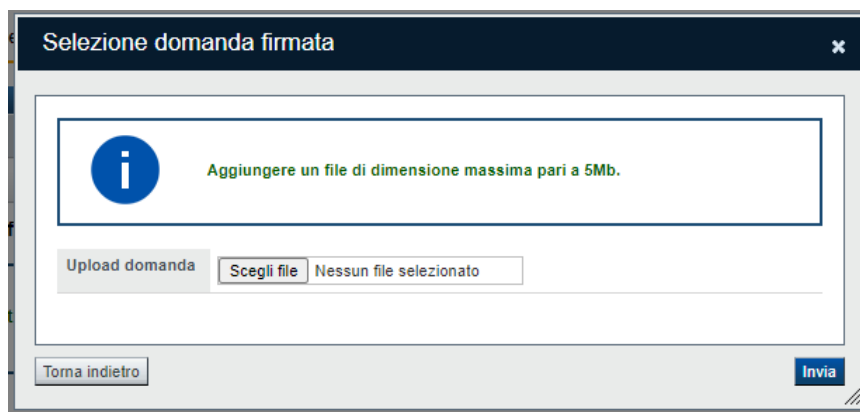 Selezione domanda firmata
Aggiungere un file di dimensione massima pari a 5Mb.
Upload domanda
Scegli file Nessun file selezionato
Torna indietro
Invia